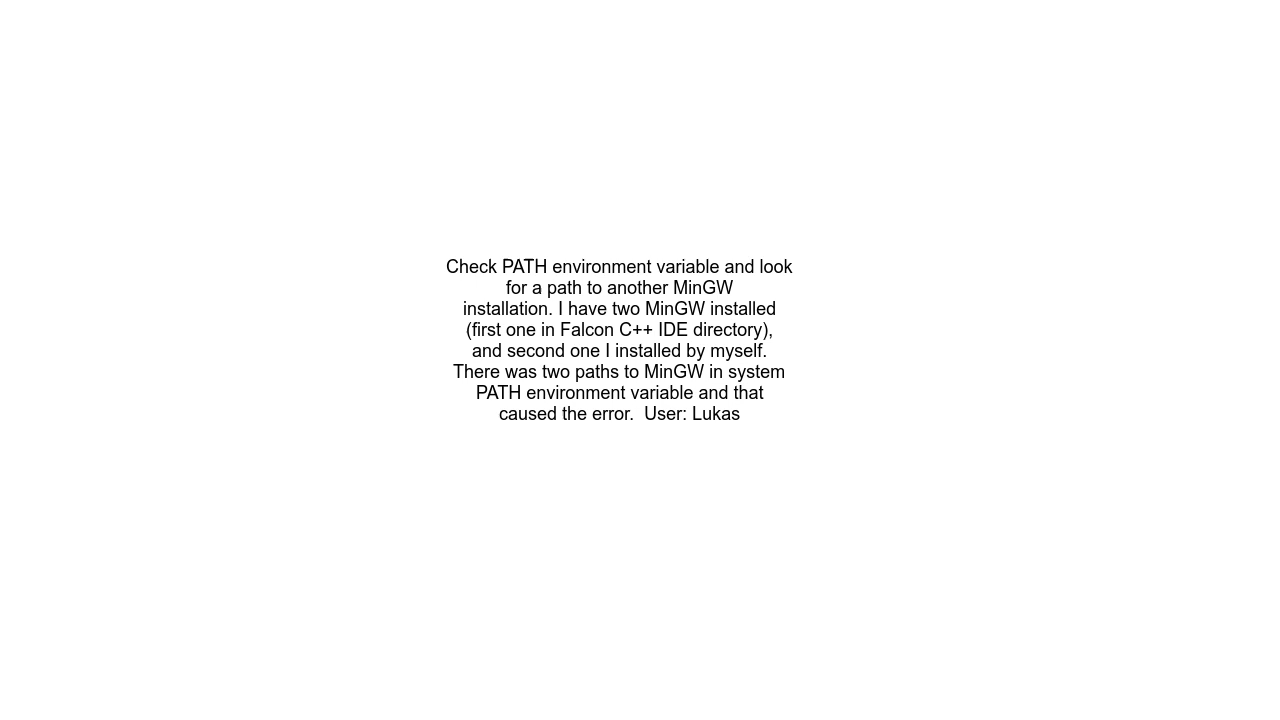 Check PATH environment variable and look
for a path to another MinGW
installation. I have two MinGW installed
(first one in Falcon C++ IDE directory),
and second one I installed by myself.
There was two paths to MinGW in system
PATH environment variable and that
caused the error.  User: Lukas